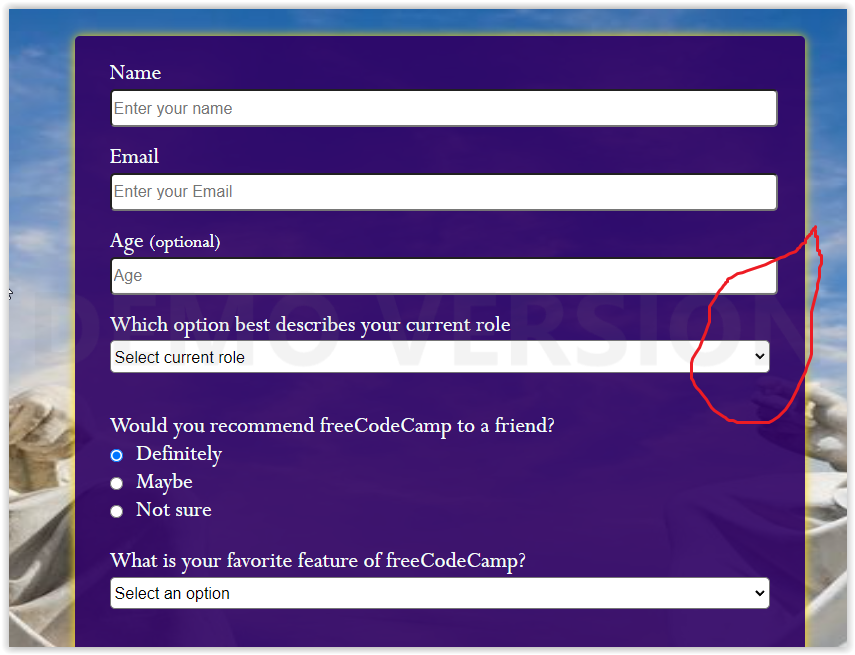 Name
Enter your name
Email
Enter your Email
Age (optional)
Age
DEMO VERSION
Which option best describes your current role
Select current role
Would you recommend freeCodeCamp to a friend?
Definitely
Maybe
Not sure
What is your favorite feature of freeCodeCamp?
Select an option